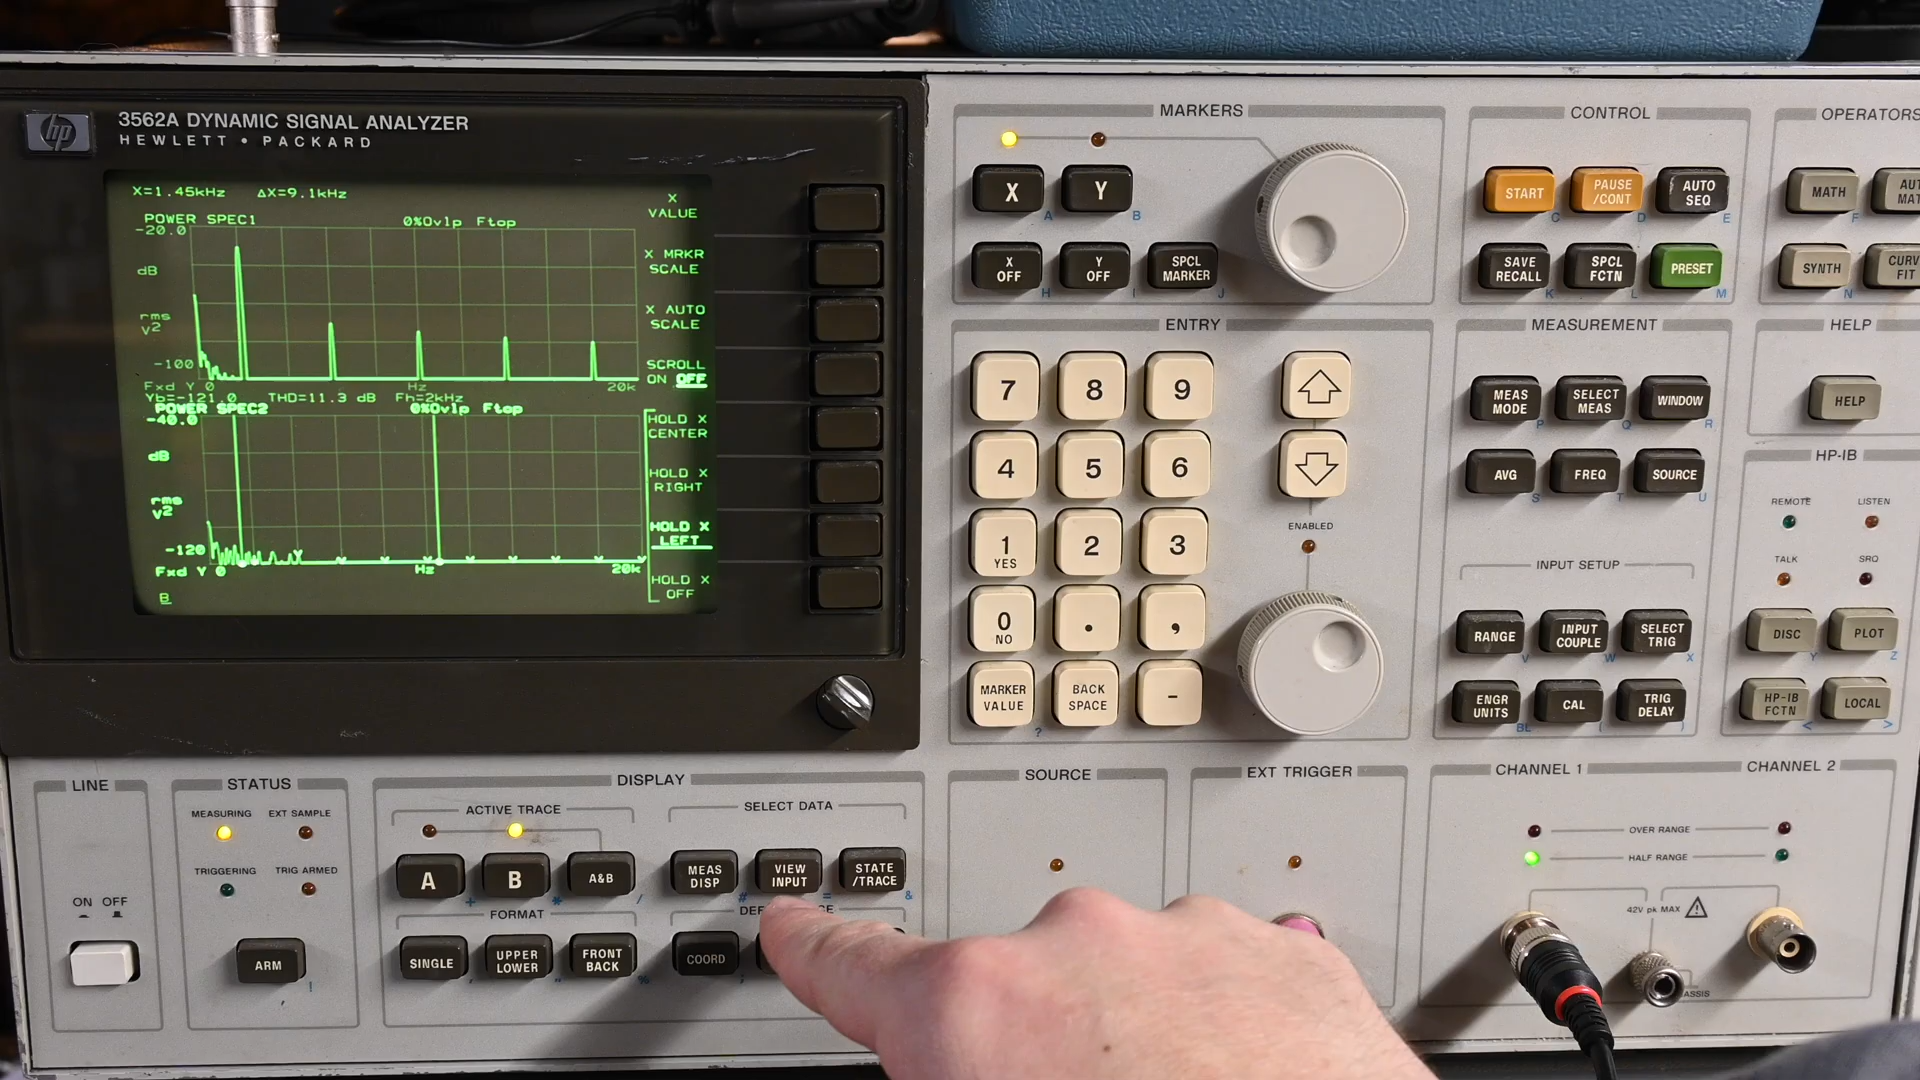 hp
3562A DYNAMIC SIGNAL ANALYZER
HEWLETT • PACKARD
X=1.45kHz ΔX=9.1kHz
POWER SPEC1 0%Ovlp Ftop
-20.0
dB
rms
V2
-100
Fxd Y 0 Hz 20k
Yb=-121.0 THD=11.3 dB Fh=2kHz
POWER SPEC2 0%Ovlp Ftop
-40.0
dB
rms
V2
-120
Fxd Y 0 Hz 20k
B
X
VALUE
X MRKR
SCALE
X AUTO
SCALE
SCROLL
ON OFF
HOLD X
CENTER
HOLD X
RIGHT
HOLD X
LEFT
HOLD X
OFF
MARKERS
X A
Y B
X
OFF H
Y
OFF I
SPCL
MARKER J
CONTROL
START C
PAUSE
/CONT D
AUTO
SEQ E
SAVE
RECALL K
SPCL
FCTN L
PRESET M
OPERATORS
MATH F
SYNTH N
CURV
FIT
ENTRY
7 8 9
4 5 6
1
YES
2 3
0
NO
. ,
MARKER
VALUE ?
BACK
SPACE
-
ENABLED
MEASUREMENT
MEAS
MODE P
SELECT
MEAS Q
WINDOW R
AVG S
FREQ T
SOURCE U
INPUT SETUP
RANGE V
INPUT
COUPLE W
SELECT
TRIG X
ENGR
UNITS BL
CAL (
TRIG
DELAY )
HELP
HELP
HP-IB
REMOTE LISTEN
TALK SRQ
DISC Y
PLOT Z
HP-IB
FCTN <
LOCAL >
LINE
ON OFF
STATUS
MEASURING EXT SAMPLE
TRIGGERING TRIG ARMED
ARM
DISPLAY
ACTIVE TRACE
A +
B *
A&B /
SELECT DATA
MEAS
DISP #
VIEW
INPUT =
STATE
/TRACE &
FORMAT
SINGLE
UPPER
LOWER
FRONT
BACK %
COORD
SOURCE
EXT TRIGGER
CHANNEL 1 CHANNEL 2
OVER RANGE
HALF RANGE
42V pk MAX